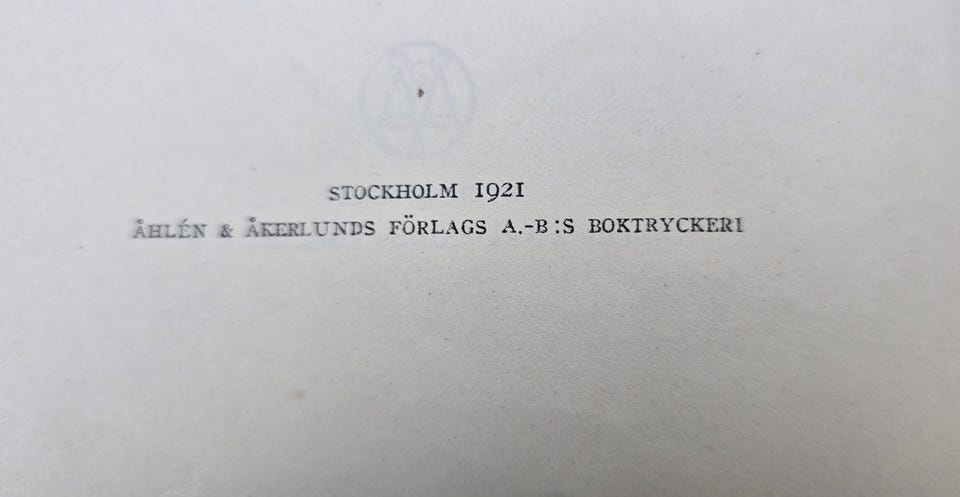 STOCKHOLM 1921
ÅHLÉN & ÅKERLUNDS FÖRLAGS A.-B:S BOKTRYCKERI